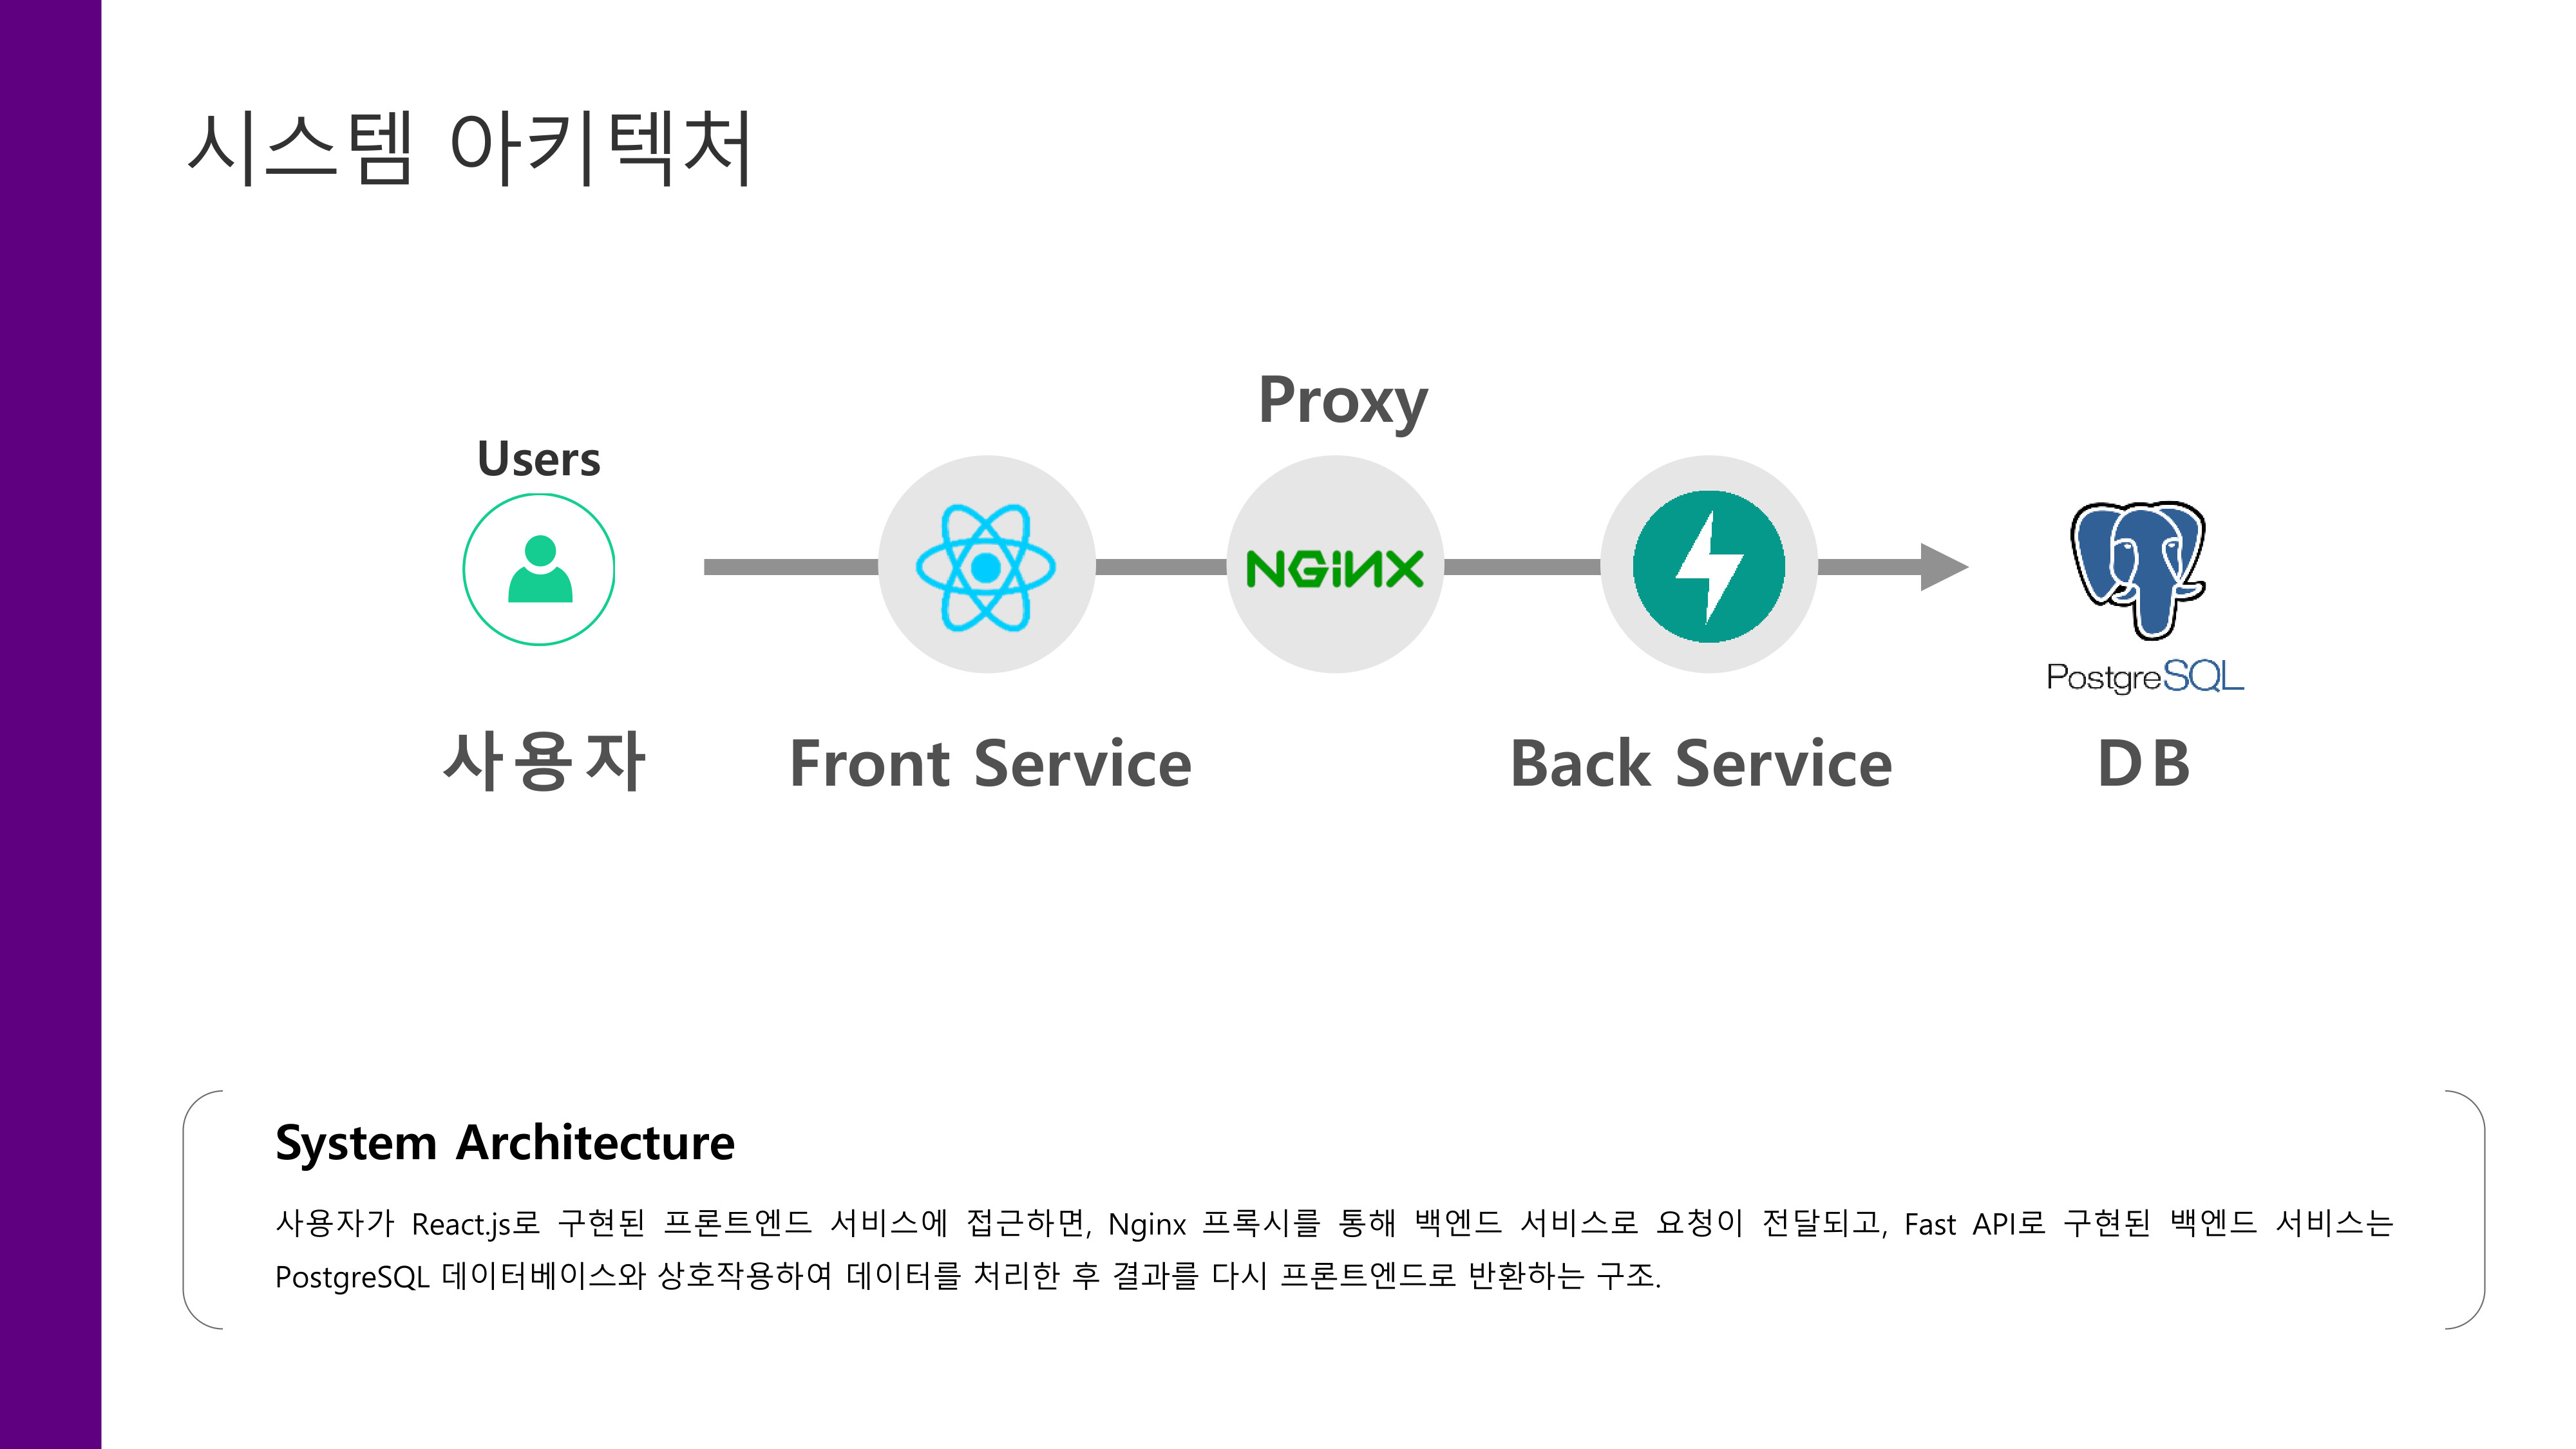 시스템 아키텍처
Proxy
Users
NGiNX
PostgreSQL
사용자
Front Service
Back Service
DB
System Architecture
사용자가 React.js로 구현된 프론트엔드 서비스에 접근하면, Nginx 프록시를 통해 백엔드 서비스로 요청이 전달되고, Fast API로 구현된 백엔드 서비스는
PostgreSQL 데이터베이스와 상호작용하여 데이터를 처리한 후 결과를 다시 프론트엔드로 반환하는 구조.